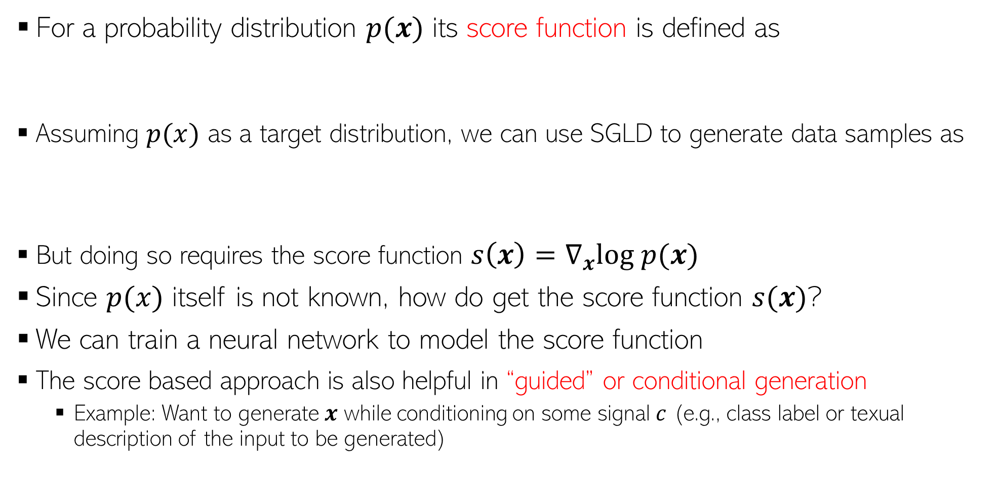 ▪ For a probability distribution p(x) its score function is defined as
▪ Assuming p(x) as a target distribution, we can use SGLD to generate data samples as
▪ But doing so requires the score function s(x) = ∇ₓlog p(x)
▪ Since p(x) itself is not known, how do get the score function s(x)?
▪ We can train a neural network to model the score function
▪ The score based approach is also helpful in “guided” or conditional generation
▪ Example: Want to generate x while conditioning on some signal c (e.g., class label or texual
description of the input to be generated)